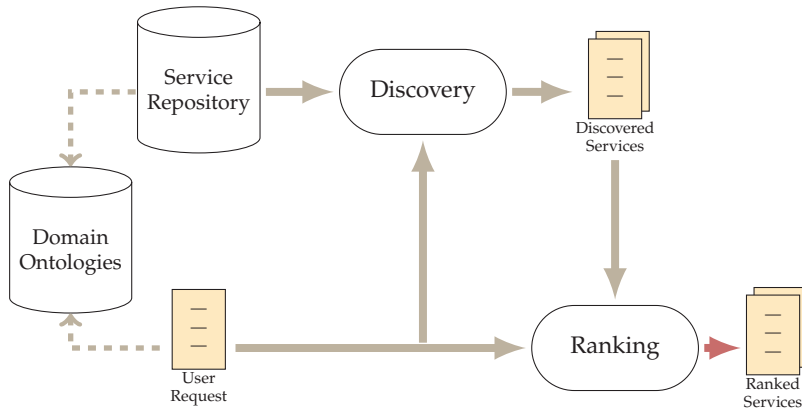 Service
Repository
Discovery
Discovered
Services
Domain
Ontologies
User
Request
Ranking
Ranked
Services